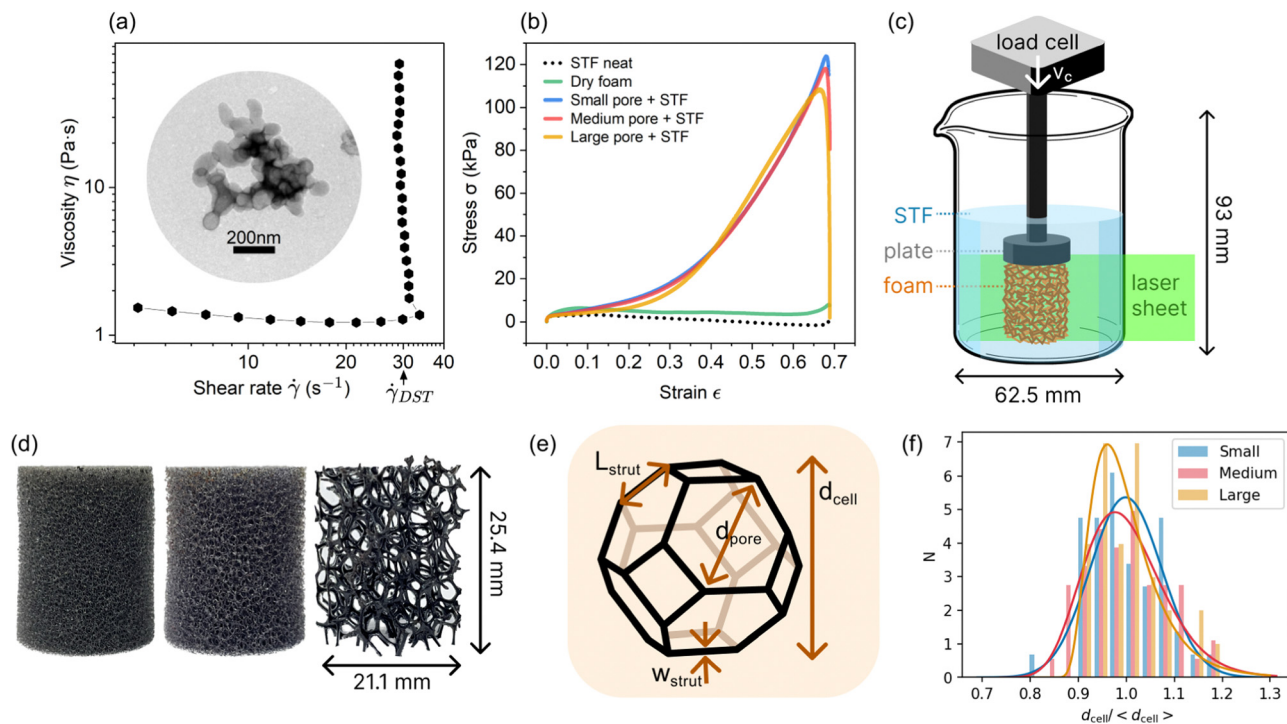 (a)
Viscosity η (Pa·s)
10
1
200nm
10
20
30
40
Shear rate γ̇ (s⁻¹)
γ̇DST
(b)
Stress σ (kPa)
120
100
80
60
40
20
0
STF neat
Dry foam
Small pore + STF
Medium pore + STF
Large pore + STF
0.0
0.1
0.2
0.3
0.4
0.5
0.6
0.7
Strain ϵ
(c)
load cell
Vc
STF
plate
foam
laser
sheet
93 mm
62.5 mm
(d)
25.4 mm
21.1 mm
(e)
Lstrut
dpore
dcell
wstrut
(f)
N
7
6
5
4
3
2
1
0
Small
Medium
Large
0.7
0.8
0.9
1.0
1.1
1.2
1.3
dcell/ < dcell >